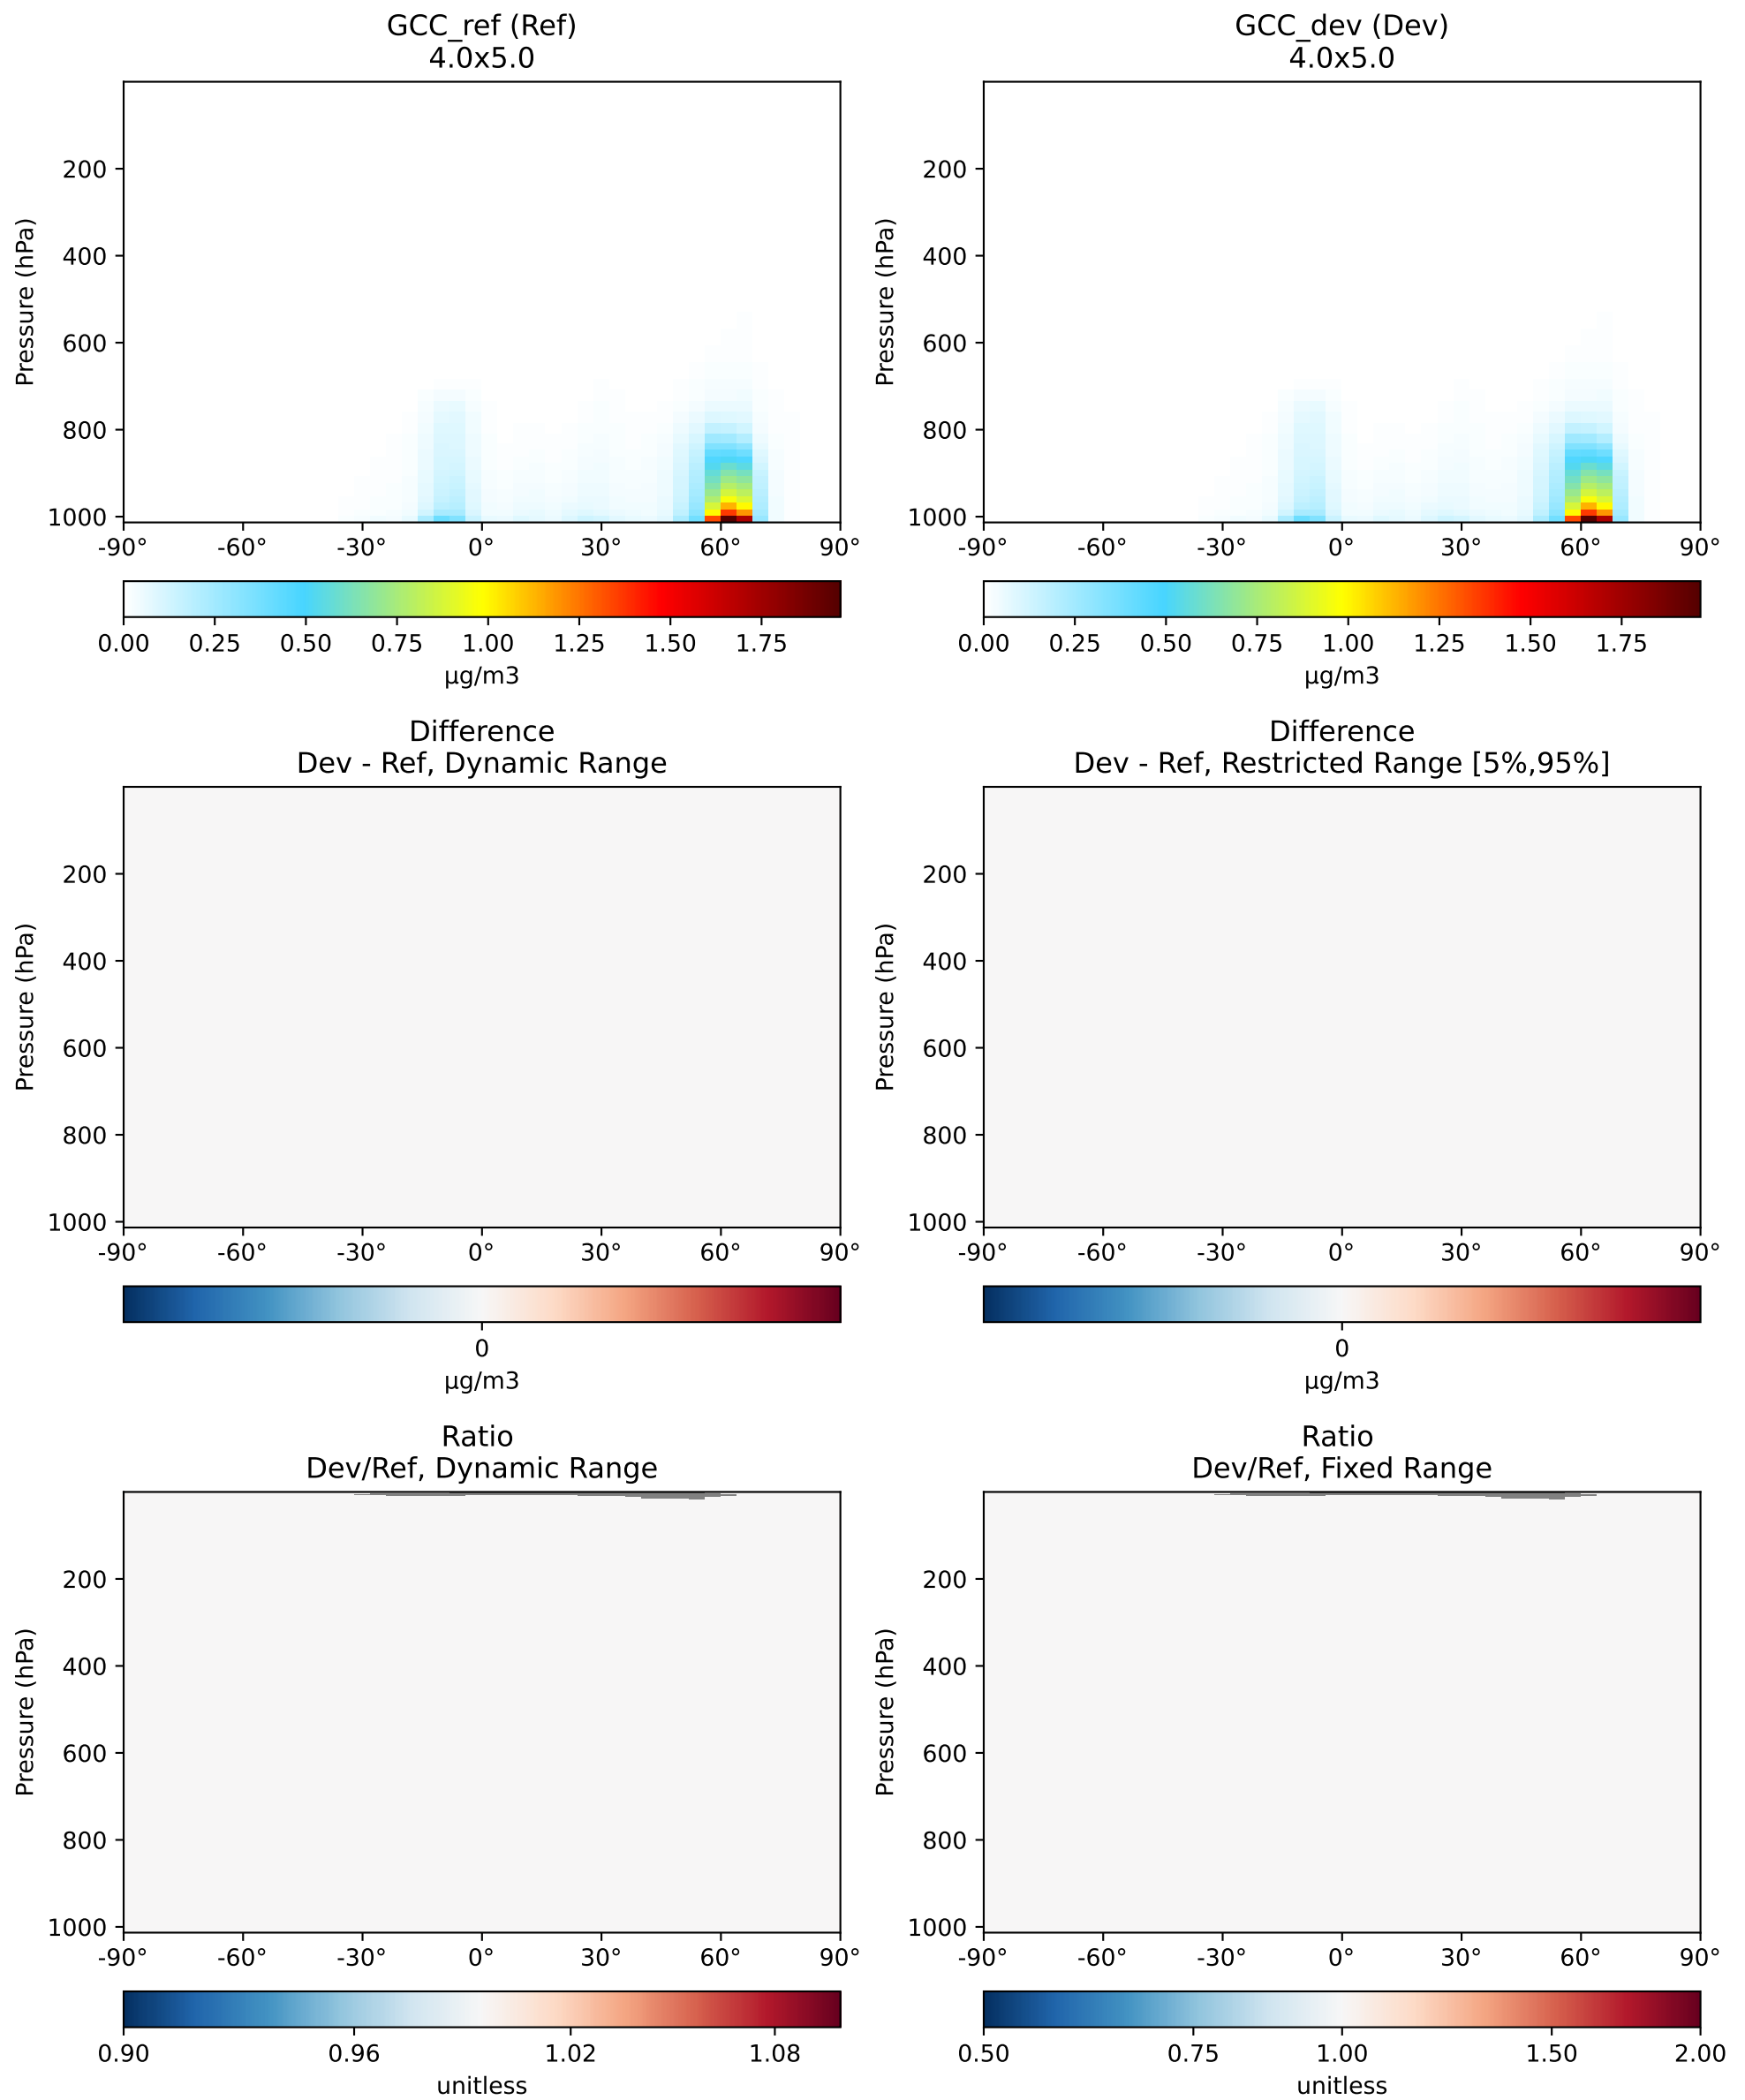 GCC_ref (Ref)
4.0x5.0
Pressure (hPa)
200
400
600
800
1000
-90° -60° -30° 0° 30° 60° 90°
0.00 0.25 0.50 0.75 1.00 1.25 1.50 1.75
µg/m3
GCC_dev (Dev)
4.0x5.0
Pressure (hPa)
200
400
600
800
1000
-90° -60° -30° 0° 30° 60° 90°
0.00 0.25 0.50 0.75 1.00 1.25 1.50 1.75
µg/m3
Difference
Dev - Ref, Dynamic Range
Pressure (hPa)
200
400
600
800
1000
-90° -60° -30° 0° 30° 60° 90°
0
µg/m3
Difference
Dev - Ref, Restricted Range [5%,95%]
Pressure (hPa)
200
400
600
800
1000
-90° -60° -30° 0° 30° 60° 90°
0
µg/m3
Ratio
Dev/Ref, Dynamic Range
Pressure (hPa)
200
400
600
800
1000
-90° -60° -30° 0° 30° 60° 90°
0.90 0.96 1.02 1.08
unitless
Ratio
Dev/Ref, Fixed Range
Pressure (hPa)
200
400
600
800
1000
-90° -60° -30° 0° 30° 60° 90°
0.50 0.75 1.00 1.50 2.00
unitless